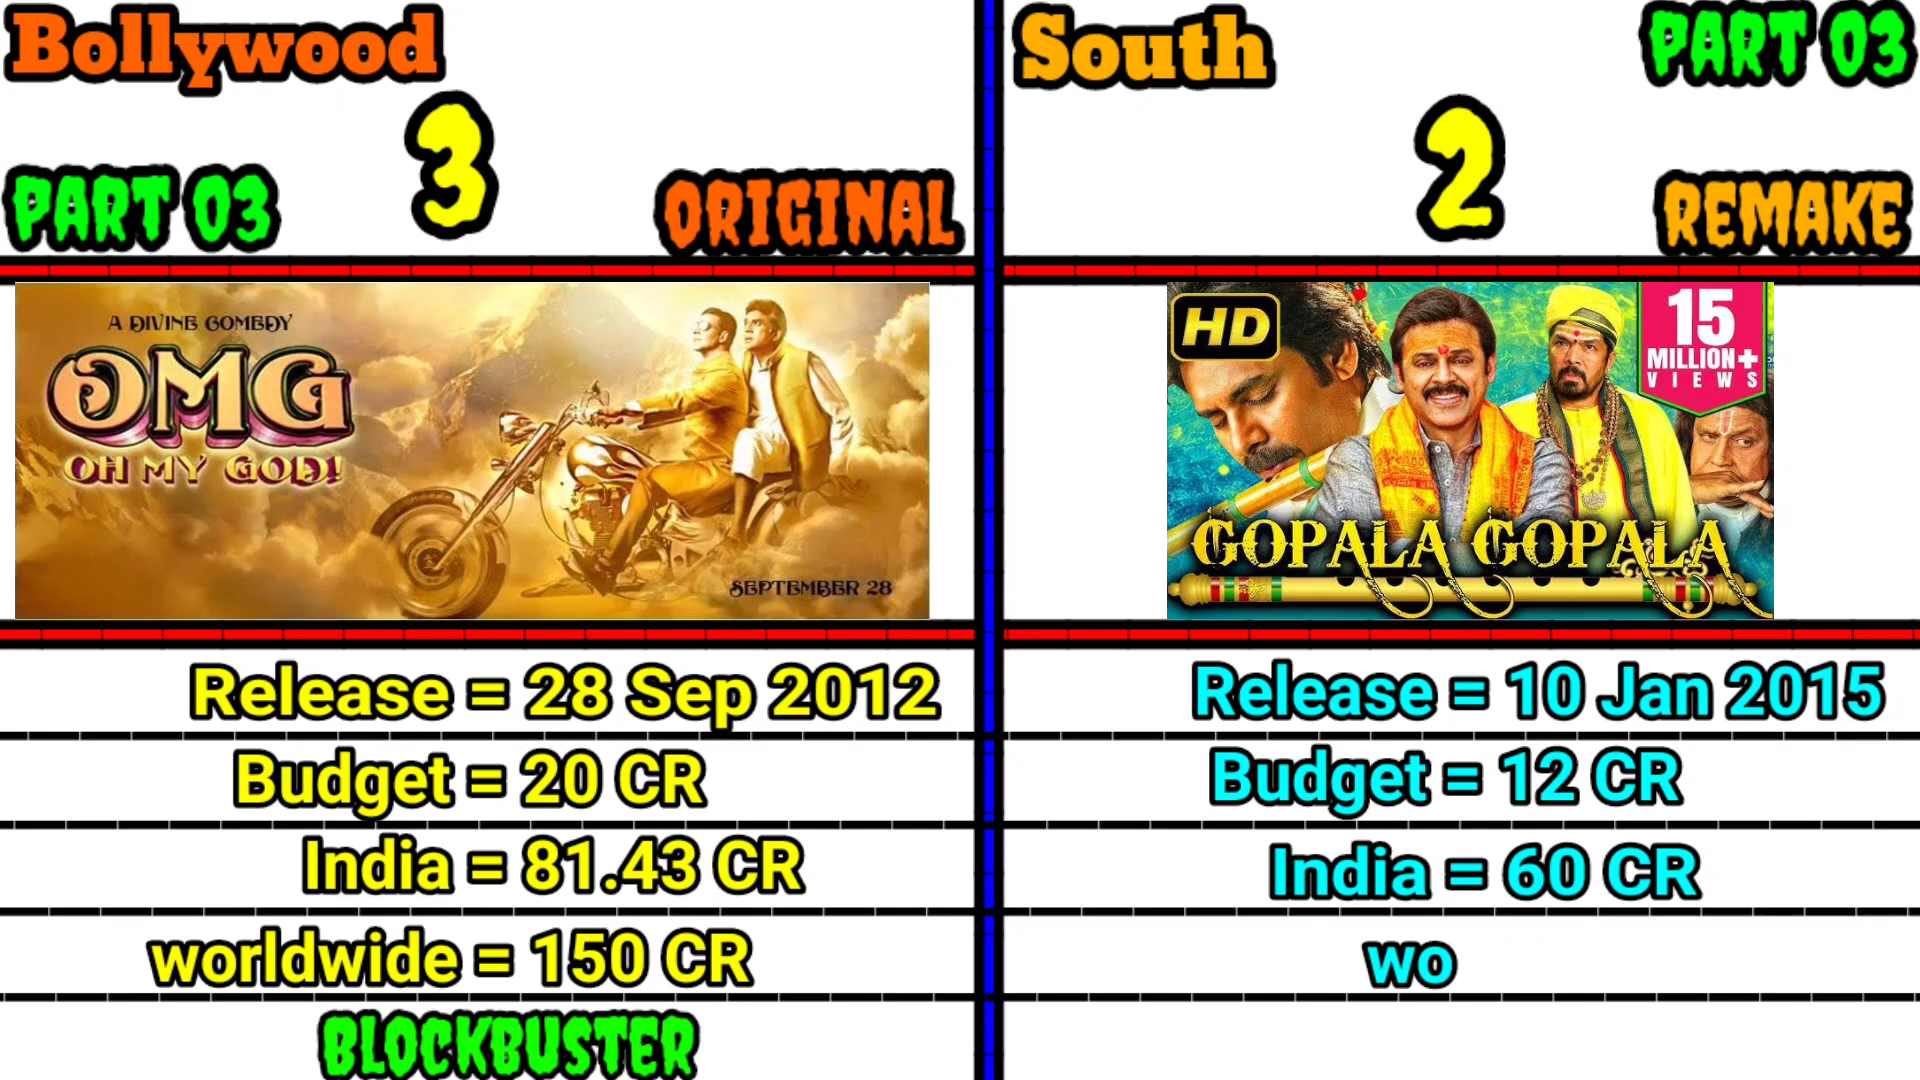 Bollywood
3
PART 03
ORIGINAL
A DIVINE COMEDY
OMG
OH MY GOD!
SEPTEMBER 28
Release = 28 Sep 2012
Budget = 20 CR
India = 81.43 CR
worldwide = 150 CR
BLOCKBUSTER
South
PART 03
2
REMAKE
HD
15
MILLION+
VIEWS
GOPALA GOPALA
Release = 10 Jan 2015
Budget = 12 CR
India = 60 CR
wo